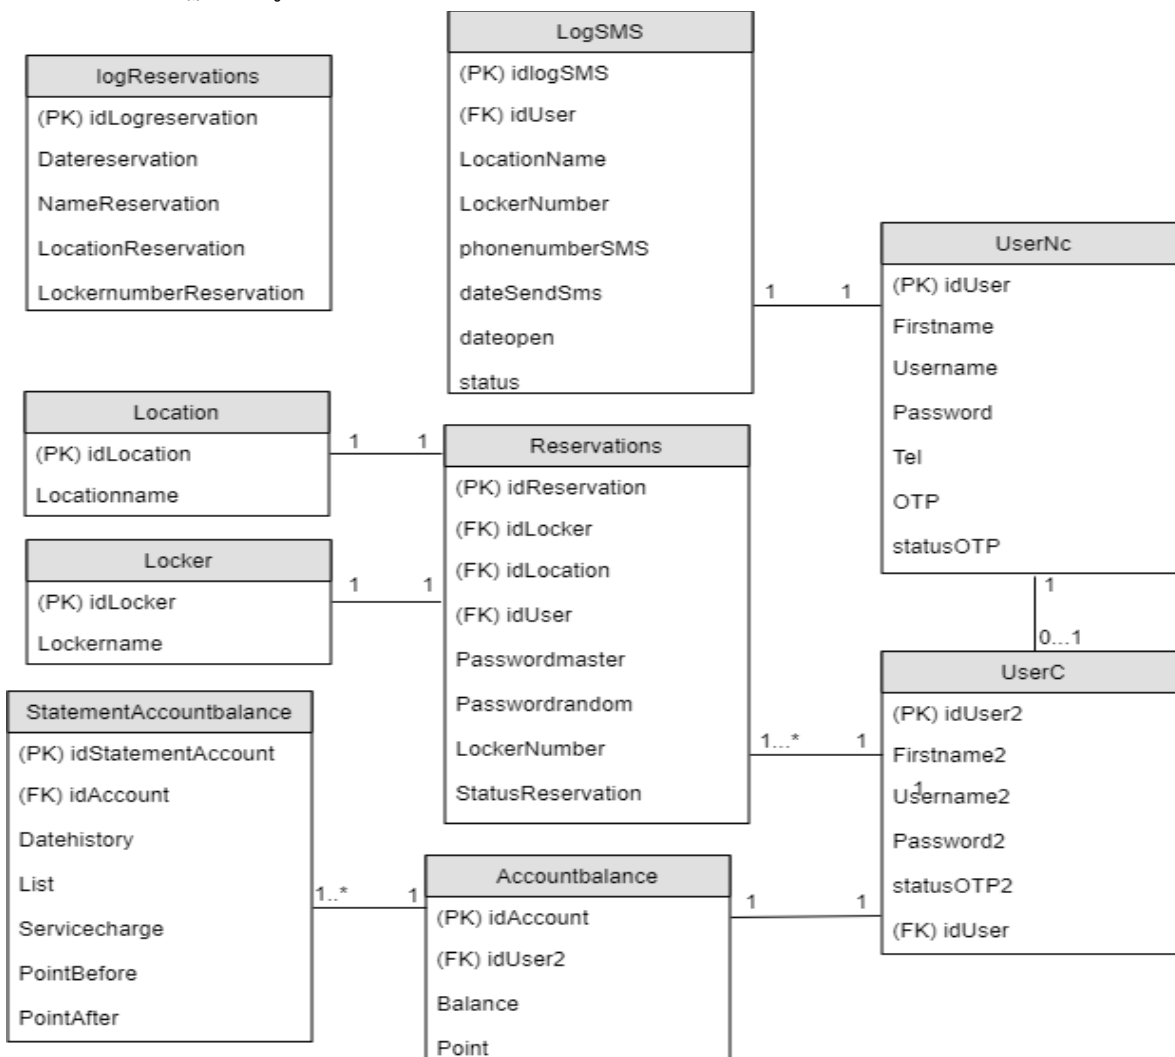 LogSMS
(PK) idlogSMS
(FK) idUser
LocationName
LockerNumber
phonenumberSMS
dateSendSms
dateopen
status
logReservations
(PK) idLogreservation
Datereservation
NameReservation
LocationReservation
LockernumberReservation
1 1
UserNc
(PK) idUser
Firstname
Username
Password
Tel
OTP
statusOTP
Location
(PK) idLocation
Locationname
1 1
Reservations
(PK) idReservation
(FK) idLocker
(FK) idLocation
(FK) idUser
Passwordmaster
Passwordrandom
LockerNumber
StatusReservation
Locker
(PK) idLocker
Lockername
1 1
1
0...1
UserC
(PK) idUser2
Firstname2
Username2
1
Password2
statusOTP2
(FK) idUser
1...* 1
StatementAccountbalance
(PK) idStatementAccount
(FK) idAccount
Datehistory
List
Servicecharge
PointBefore
PointAfter
1..* 1
Accountbalance
(PK) idAccount
(FK) idUser2
Balance
Point
1 1